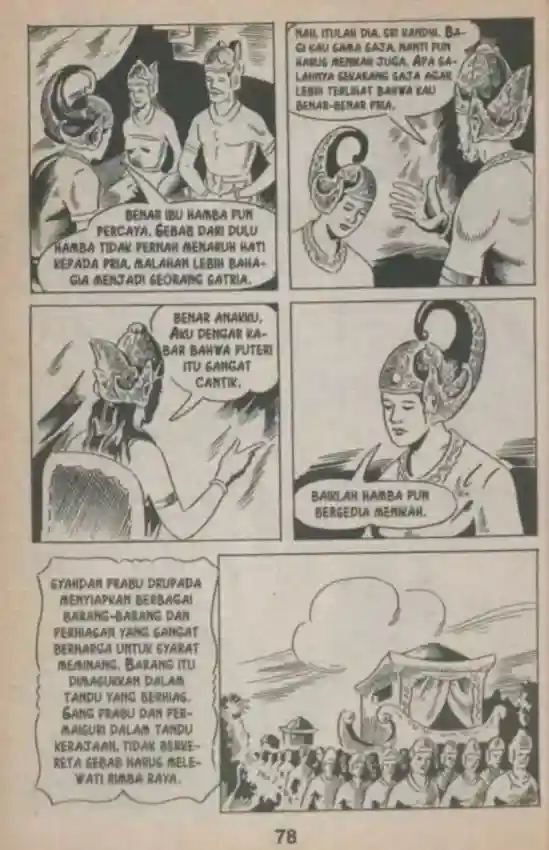 BENAR IBU HAMBA PUN
PERCAYA. SEBAB DARI DULU
HAMBA TIDAK PERNAH MENARUH HATI
KEPADA PRIA, MALAHAN LEBIH BAHA-
GIA MENJADI SEORANG SATRIA.
NAH, ITULAH DIA, SRI KANDHI. BA-
GI KAU SAMA SAJA, NANTI PUN
HARUS MENIKAH JUGA. APA SA-
LAHNYA SEKARANG SAJA AGAR
LEBIH TERLIHAT BAHWA KAU
BENAR-BENAR PRIA.
BENAR ANAKKU.
AKU DENGAR KA-
BAR BAHWA PUTERI
ITU SANGAT
CANTIK.
BAIKLAH HAMBA PUN
BERSEDIA MENIKAH.
SYAHDAN PRABU DRUPADA
MENYIAPKAN BERBAGAI
BARANG-BARANG DAN
PERHIASAN YANG SANGAT
BERHARGA UNTUK SYARAT
MEMINANG. BARANG ITU
DIMASUKKAN DALAM
TANDU YANG BERHIAS.
SANG PRABU DAN PER-
MAISURI DALAM TANDU
KERAJAAN, TIDAK BERKE-
RETA SEBAB HARUS MELE-
WATI RIMBA RAYA.
78